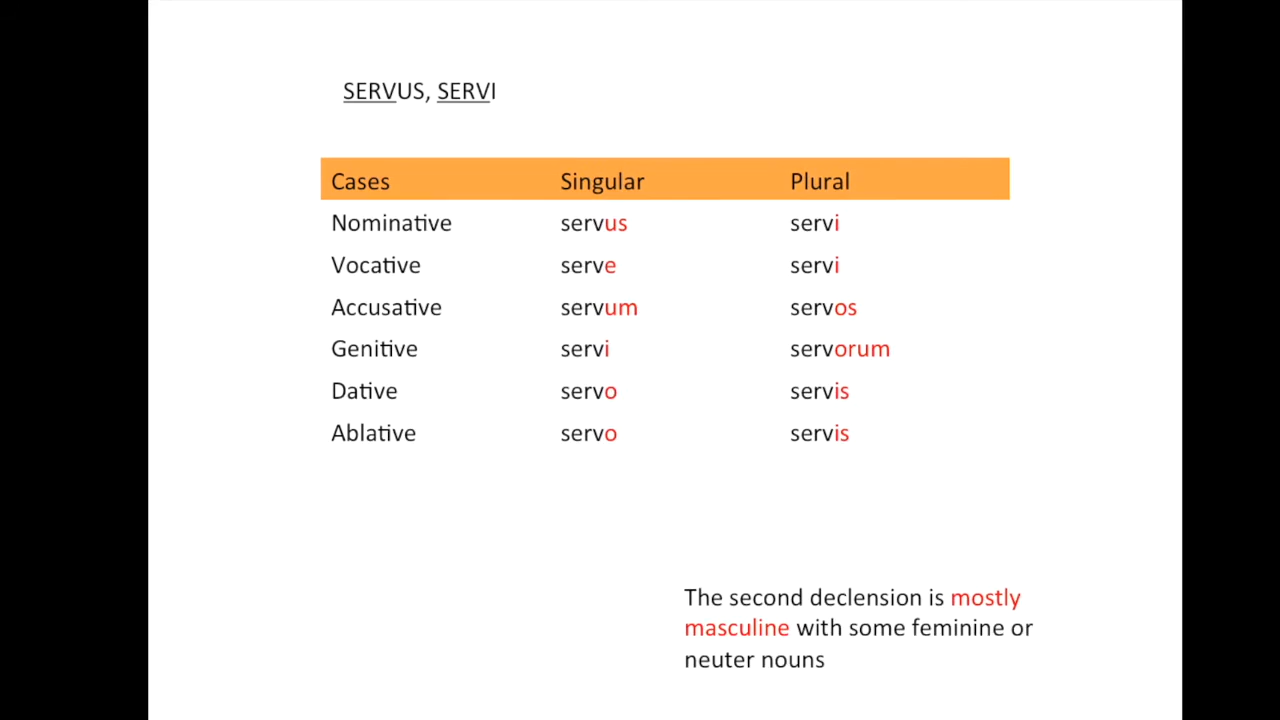 SERVUS, SERVI
Cases Singular Plural
Nominative servus servi
Vocative serve servi
Accusative servum servos
Genitive servi servorum
Dative servo servis
Ablative servo servis
The second declension is mostly
masculine with some feminine or
neuter nouns